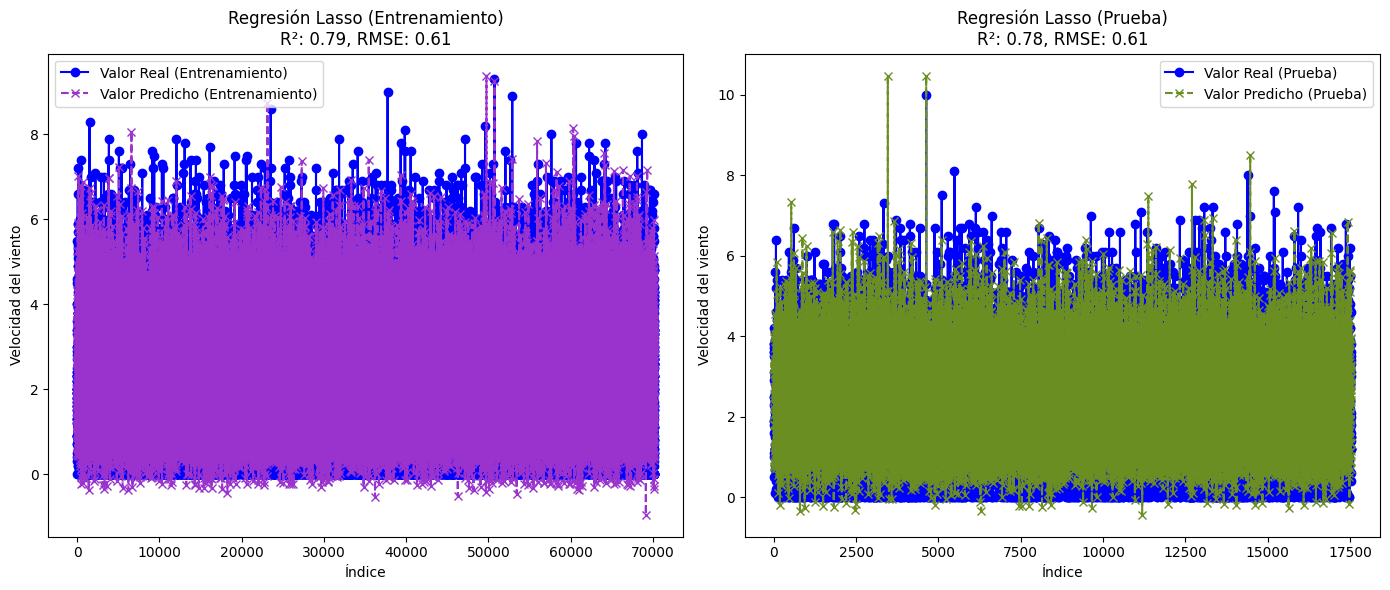 Regresión Lasso (Entrenamiento)
R²: 0.79, RMSE: 0.61
Valor Real (Entrenamiento)
Valor Predicho (Entrenamiento)
Velocidad del viento
8
6
4
2
0
0
10000
20000
30000
40000
50000
60000
70000
Índice
Regresión Lasso (Prueba)
R²: 0.78, RMSE: 0.61
Valor Real (Prueba)
Valor Predicho (Prueba)
Velocidad del viento
10
8
6
4
2
0
0
2500
5000
7500
10000
12500
15000
17500
Índice